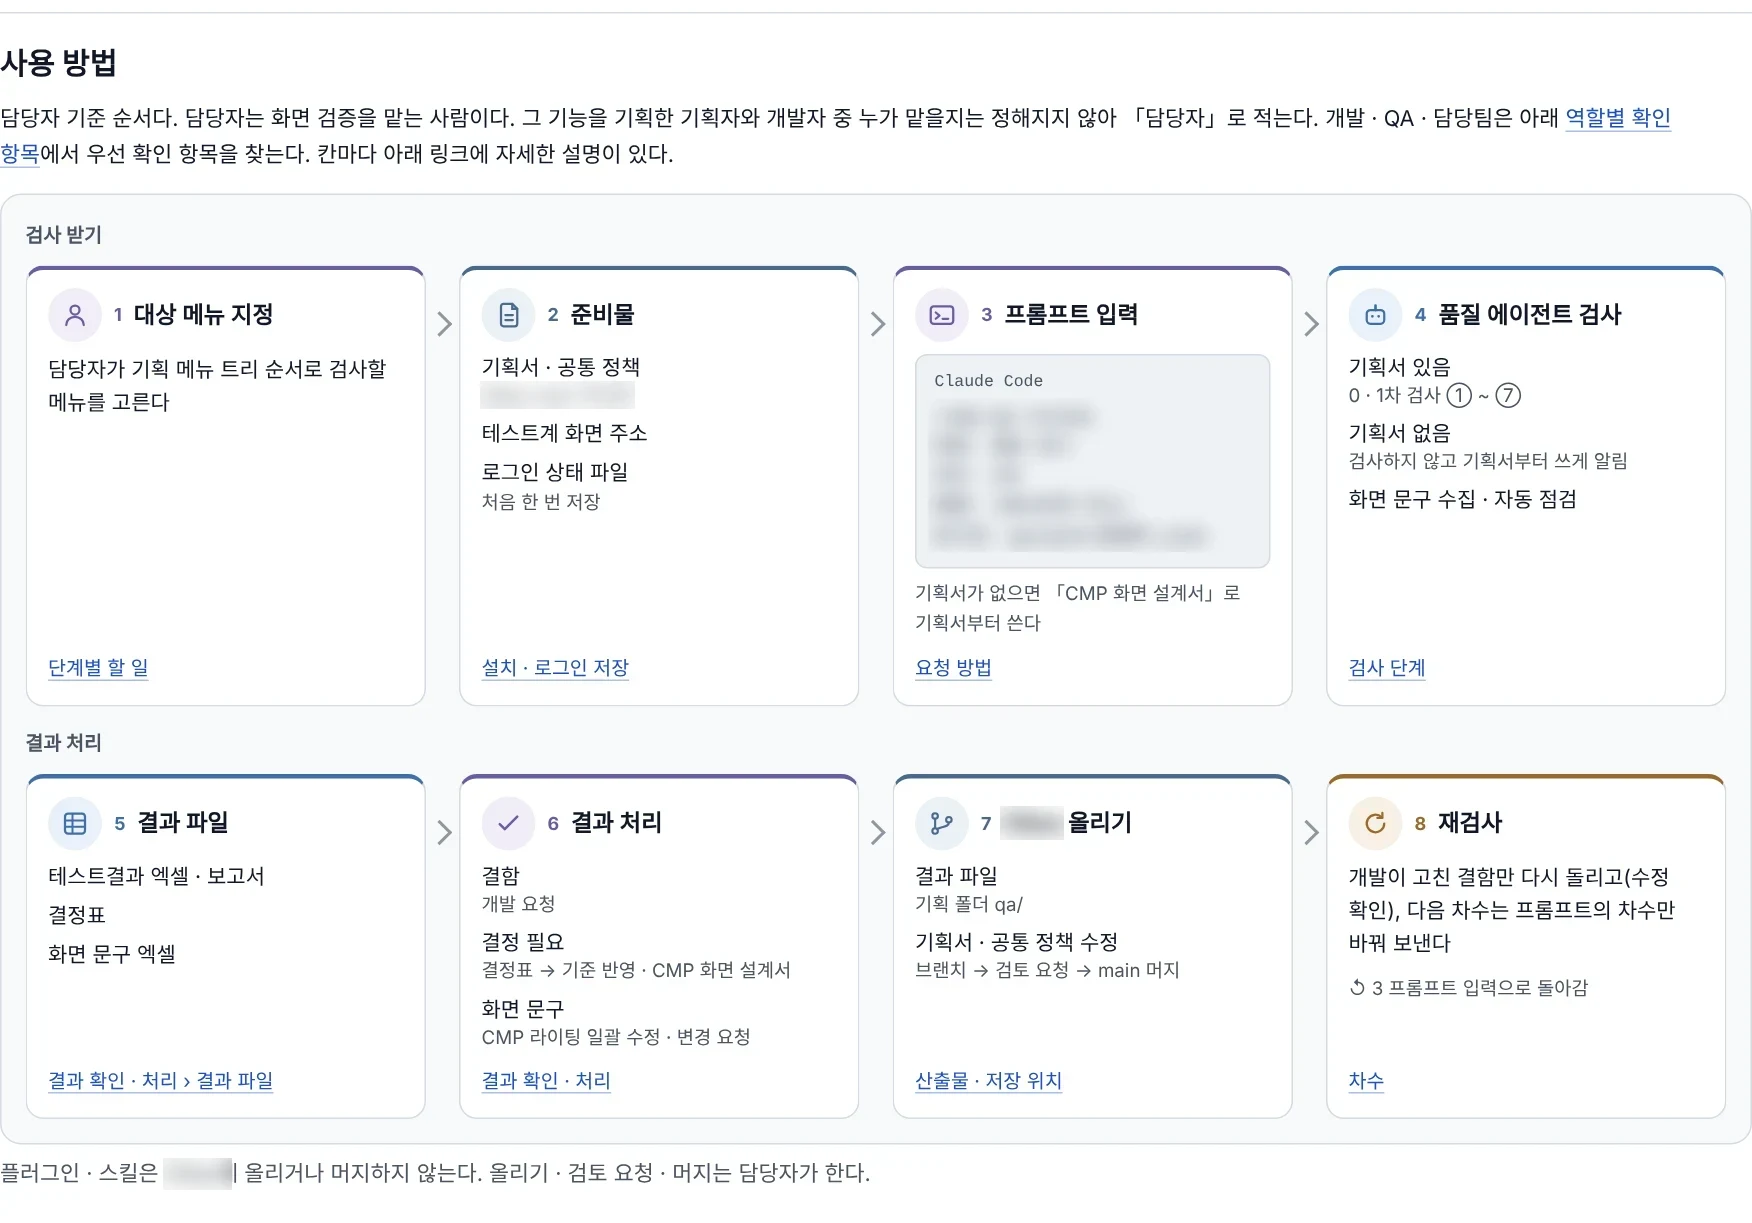 사용 방법
담당자 기준 순서다. 담당자는 화면 검증을 맡는 사람이다. 그 기능을 기획한 기획자와 개발자 중 누가 맡을지는 정해지지 않아 「담당자」로 적는다. 개발 · QA · 담당팀은 아래 역할별 확인
항목에서 우선 확인 항목을 찾는다. 칸마다 아래 링크에 자세한 설명이 있다.
검사 받기
1 대상 메뉴 지정
담당자가 기획 메뉴 트리 순서로 검사할
메뉴를 고른다
단계별 할 일
2 준비물
기획서 · 공통 정책
테스트계 화면 주소
로그인 상태 파일
처음 한 번 저장
설치 · 로그인 저장
3 프롬프트 입력
Claude Code
기획서가 없으면 「CMP 화면 설계서」로
기획서부터 쓴다
요청 방법
4 품질 에이전트 검사
기획서 있음
0 · 1차 검사 ① ~ ⑦
기획서 없음
검사하지 않고 기획서부터 쓰게 알림
화면 문구 수집 · 자동 점검
검사 단계
결과 처리
5 결과 파일
테스트결과 엑셀 · 보고서
결정표
화면 문구 엑셀
결과 확인 · 처리 › 결과 파일
6 결과 처리
결함
개발 요청
결정 필요
결정표 → 기준 반영 · CMP 화면 설계서
화면 문구
CMP 라이팅 일괄 수정 · 변경 요청
결과 확인 · 처리
7 올리기
결과 파일
기획 폴더 qa/
기획서 · 공통 정책 수정
브랜치 → 검토 요청 → main 머지
산출물 · 저장 위치
8 재검사
개발이 고친 결함만 다시 돌리고(수정
확인), 다음 차수는 프롬프트의 차수만
바꿔 보낸다
3 프롬프트 입력으로 돌아감
차수
플러그인 · 스킬은 올리거나 머지하지 않는다. 올리기 · 검토 요청 · 머지는 담당자가 한다.